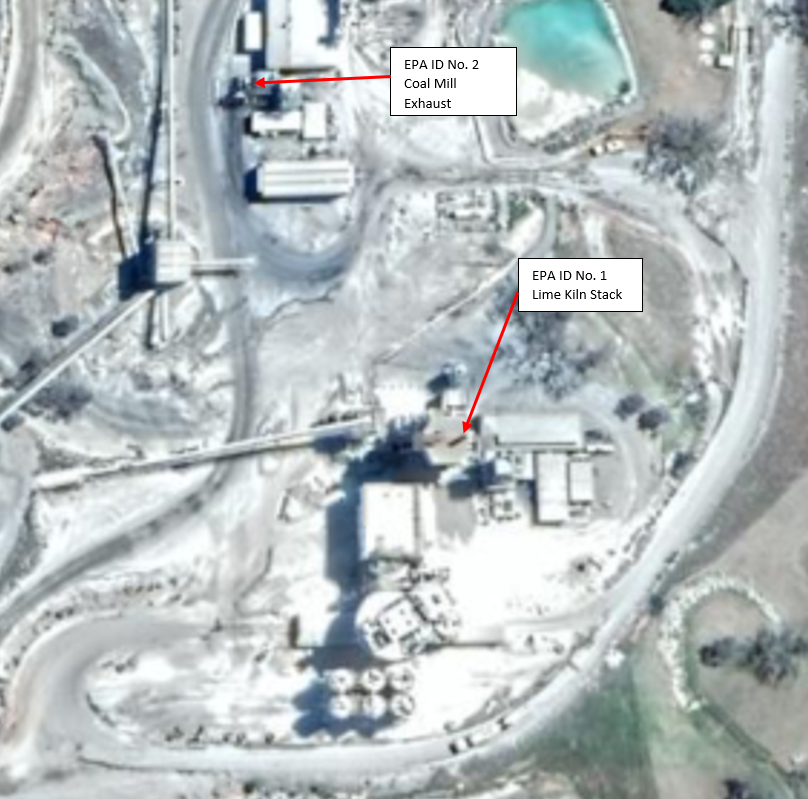 EPA ID No. 2
Coal Mill
Exhaust
EPA ID No. 1
Lime Kiln Stack